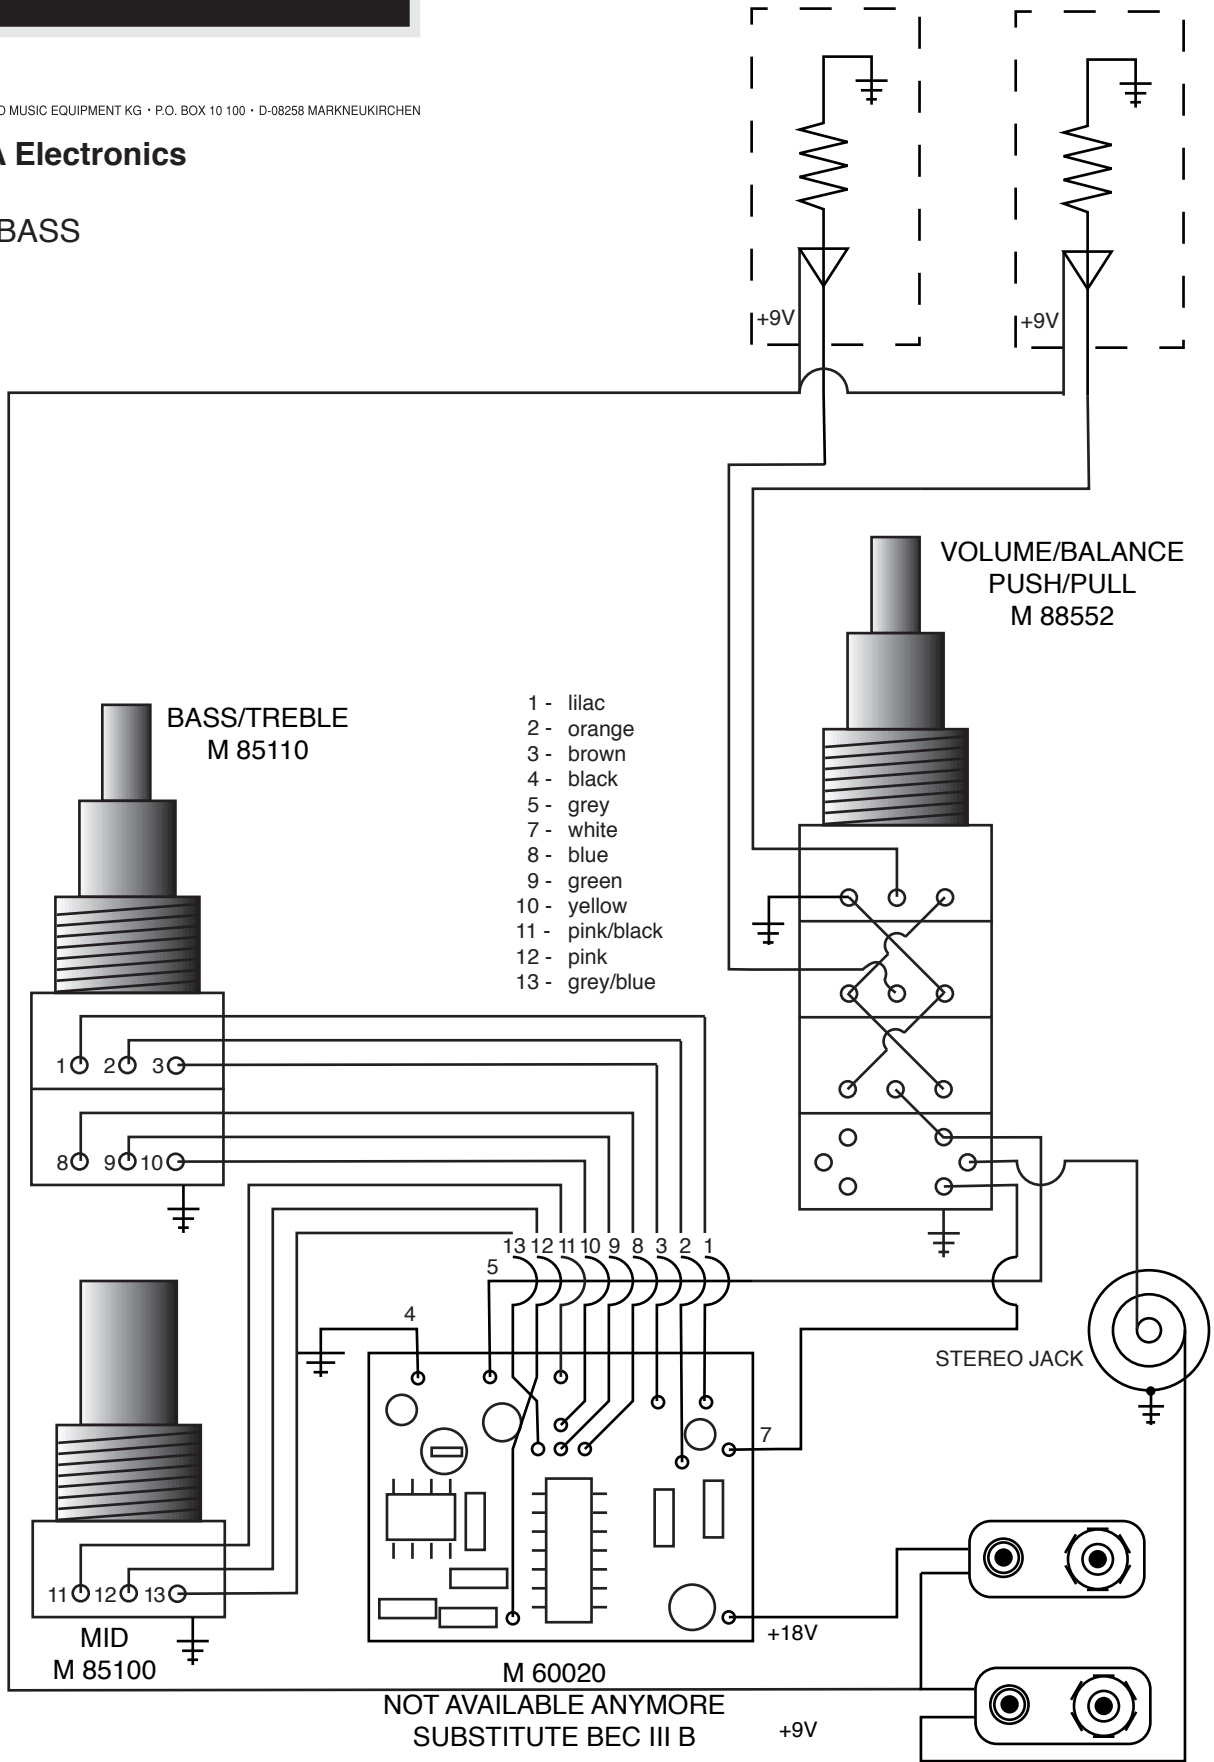 MUSIC EQUIPMENT KG · P.O. BOX 10 100 · D-08258 MARKNEUKIRCHEN
Electronics
BASS
+9V
+9V
VOLUME/BALANCE
PUSH/PULL
M 88552
BASS/TREBLE
M 85110
1 - lilac
2 - orange
3 - brown
4 - black
5 - grey
7 - white
8 - blue
9 - green
10 - yellow
11 - pink/black
12 - pink
13 - grey/blue
1 2 3
8 9 10
13 12 11 10 9 8 3 2 1
5
4
STEREO JACK
7
11 12 13
+18V
MID
M 85100
M 60020
NOT AVAILABLE ANYMORE
SUBSTITUTE BEC III B
+9V